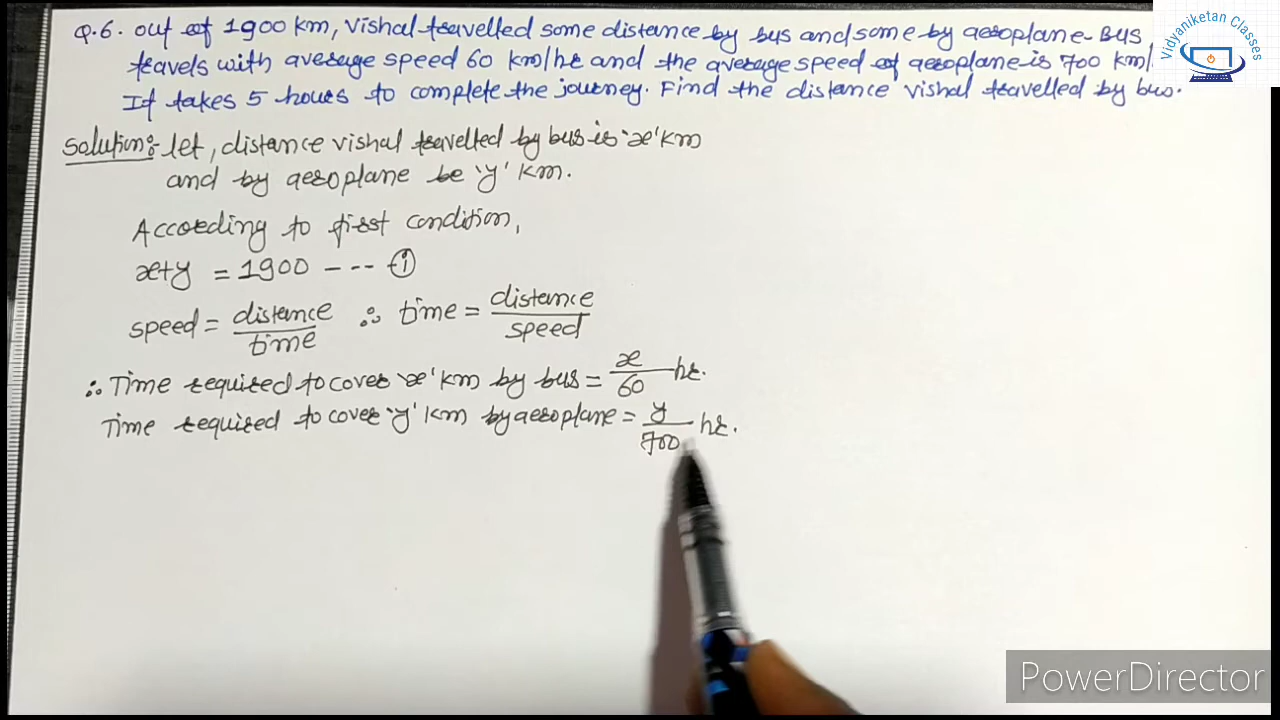 Q.6. Out of 1900 km, Vishal travelled some distance by bus and some by aeroplane. Bus
travels with average speed 60 km/hr and the average speed of aeroplane is 700 km/
It takes 5 hours to complete the journey. Find the distance vishal travelled by bus.
Solution:- let, distance vishal travelled by bus is 'x' km
and by aeroplane be 'y' km.
According to first condition,
x+y = 1900 --- ①
speed = distance/time ∴ time = distance/speed
∴ Time required to cover 'x' km by bus = x/60 hr.
Time required to cover 'y' km by aeroplane = y/700 hr.
Vidyaniketan Classes
PowerDirector